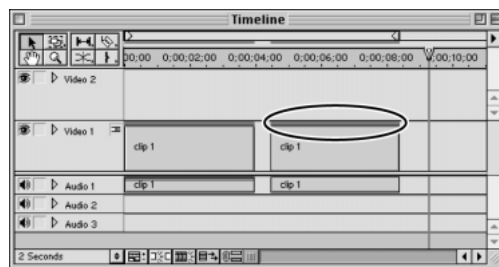 Timeline
00;00 0;00;02;00 0;00;04;00 0;00;06;00 0;00;08;00 00;10;00
Video 2
Video 1
clip 1 clip 1
Audio 1 clip 1 clip 1
Audio 2
Audio 3
2 Seconds